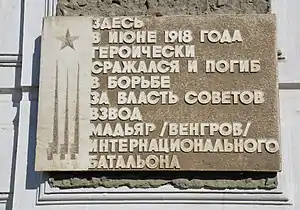 ЗДЕСЬ
В ИЮНЕ 1918 ГОДА
ГЕРОИЧЕСКИ
СРАЖАЛСЯ И ПОГИБ
В БОРЬБЕ
ЗА ВЛАСТЬ СОВЕТОВ
ВЗВОД
МАДЬЯР /ВЕНГРОВ/
ИНТЕРНАЦИОНАЛЬНОГО
БАТАЛЬОНА